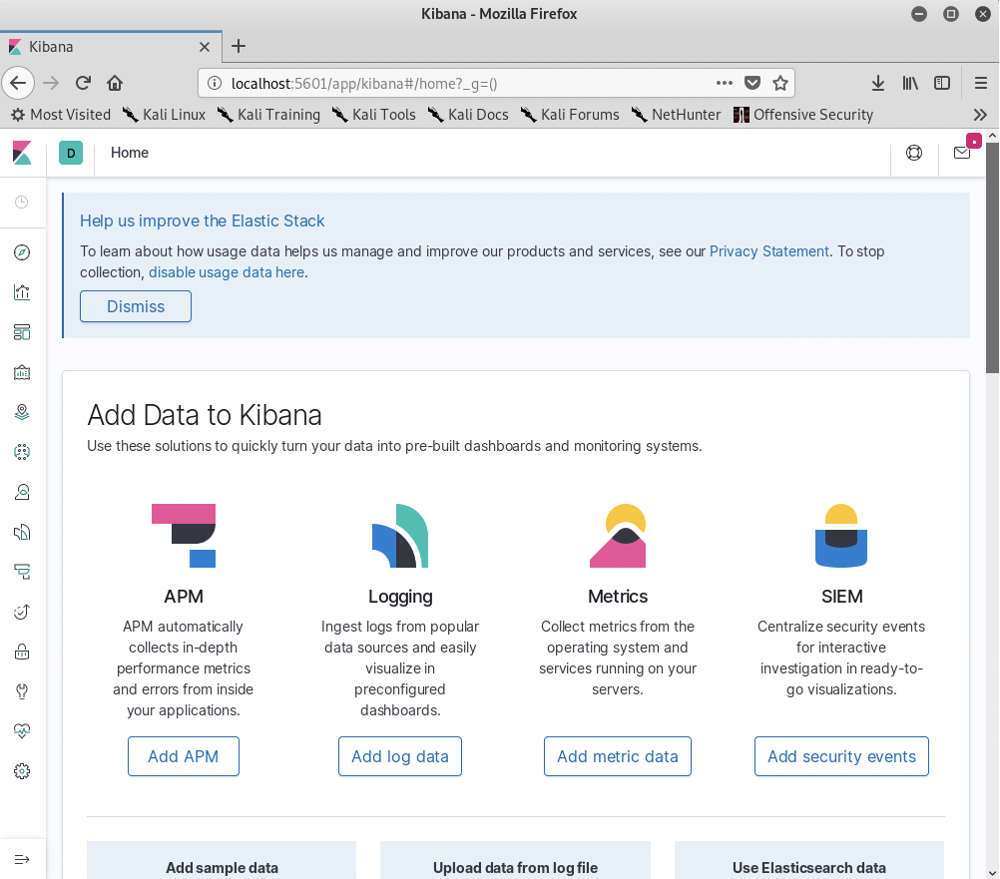 Kibana - Mozilla Firefox
Kibana
localhost:5601/app/kibana#/home?_g=()
Most Visited Kali Linux Kali Training Kali Tools Kali Docs Kali Forums NetHunter Offensive Security
D Home
Help us improve the Elastic Stack
To learn about how usage data helps us manage and improve our products and services, see our Privacy Statement. To stop
collection, disable usage data here.
Dismiss
Add Data to Kibana
Use these solutions to quickly turn your data into pre-built dashboards and monitoring systems.
APM
APM automatically
collects in-depth
performance metrics
and errors from inside
your applications.
Add APM
Logging
Ingest logs from popular
data sources and easily
visualize in
preconfigured
dashboards.
Add log data
Metrics
Collect metrics from the
operating system and
services running on your
servers.
Add metric data
SIEM
Centralize security events
for interactive
investigation in ready-to-
go visualizations.
Add security events
Add sample data
Upload data from log file
Use Elasticsearch data